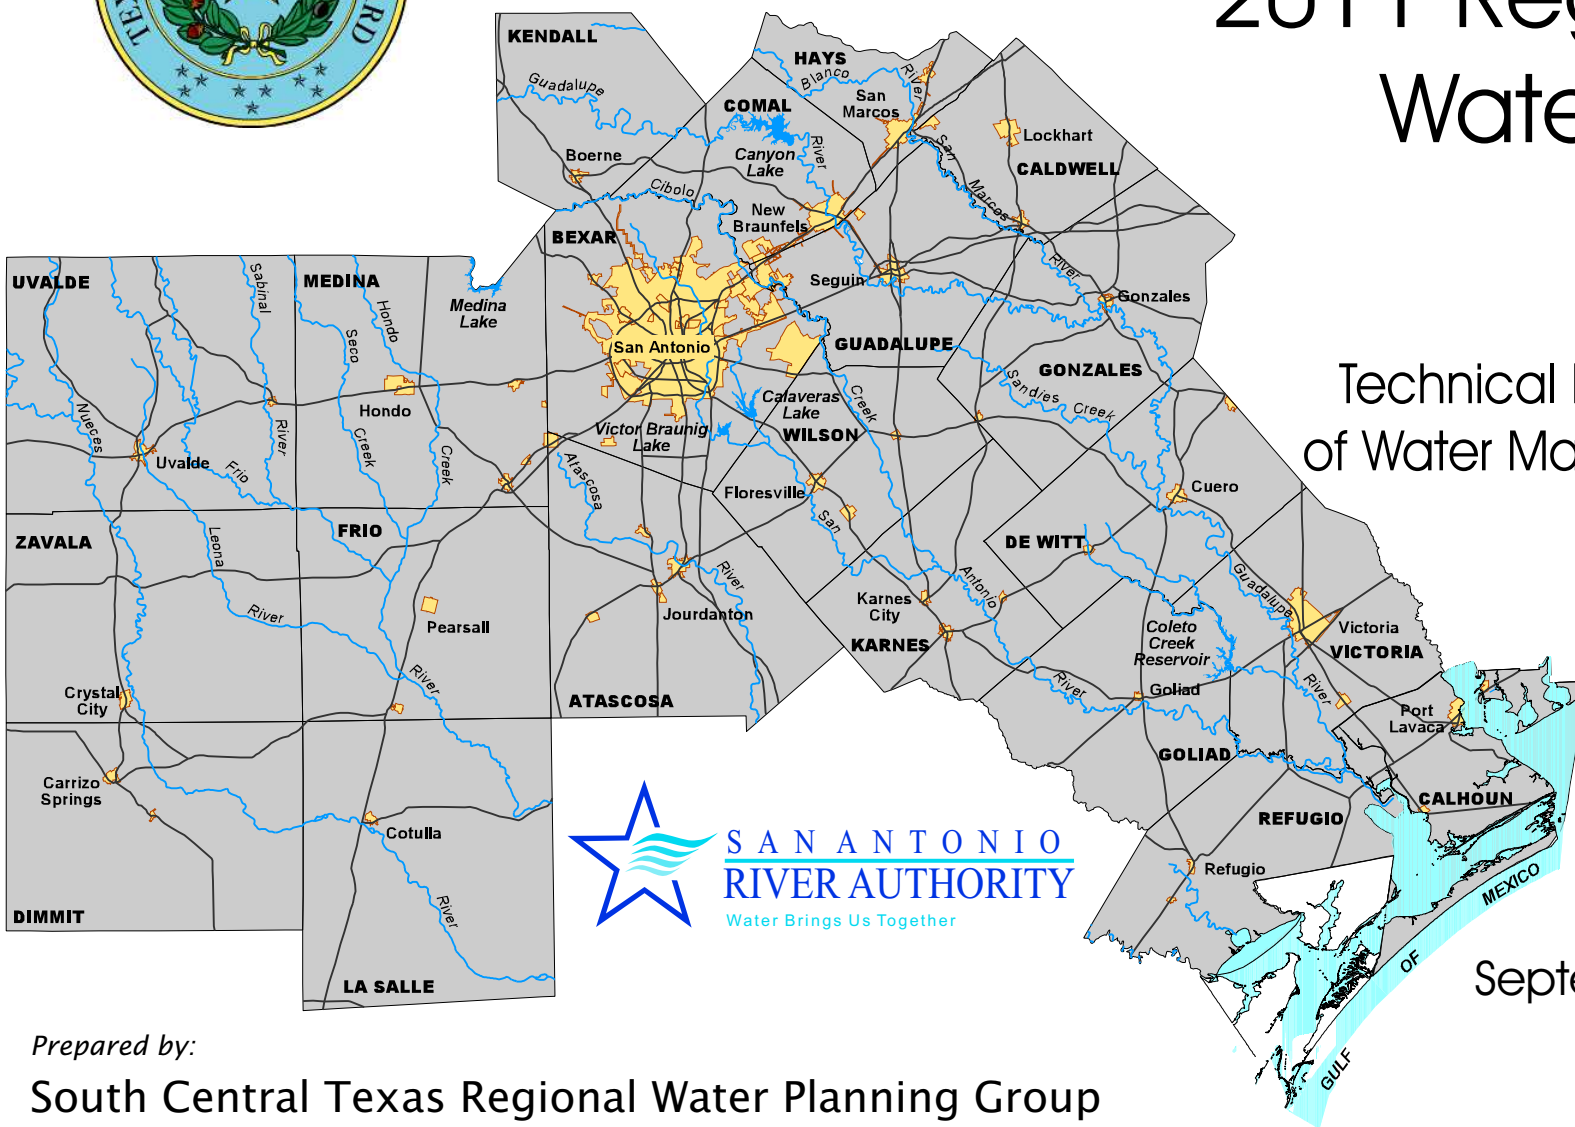 2011 Reg
Wate
Technical
of Water Ma
Septe
KENDALL
Guadalupe
Boerne
HAYS
Blanco
River
San
Marcos
COMAL
Canyon
Lake
River
Lockhart
CALDWELL
San
Marcos
River
Cibolo
New
Braunfels
BEXAR
Seguin
Gonzales
UVALDE
Sabinal
River
MEDINA
Hondo
Creek
Seco
Creek
Medina
Lake
San Antonio
GUADALUPE
GONZALES
Sandies Creek
Hondo
Calaveras
Lake
Creek
Victor Braunig
Lake
WILSON
Nueces
Uvalde
Frio
Atascosa
River
Floresville
San
Antonio
River
Cuero
ZAVALA
Leona
River
FRIO
DE WITT
Guadalupe
River
Pearsall
Jourdanton
Karnes
City
KARNES
Coleto
Creek
Reservoir
Victoria
VICTORIA
Goliad
River
Crystal
City
ATASCOSA
Port
Lavaca
GOLIAD
Carrizo
Springs
CALHOUN
REFUGIO
Cotulla
River
Refugio
DIMMIT
LA SALLE
GULF OF MEXICO
SAN ANTONIO
RIVER AUTHORITY
Water Brings Us Together
Prepared by:
South Central Texas Regional Water Planning Group